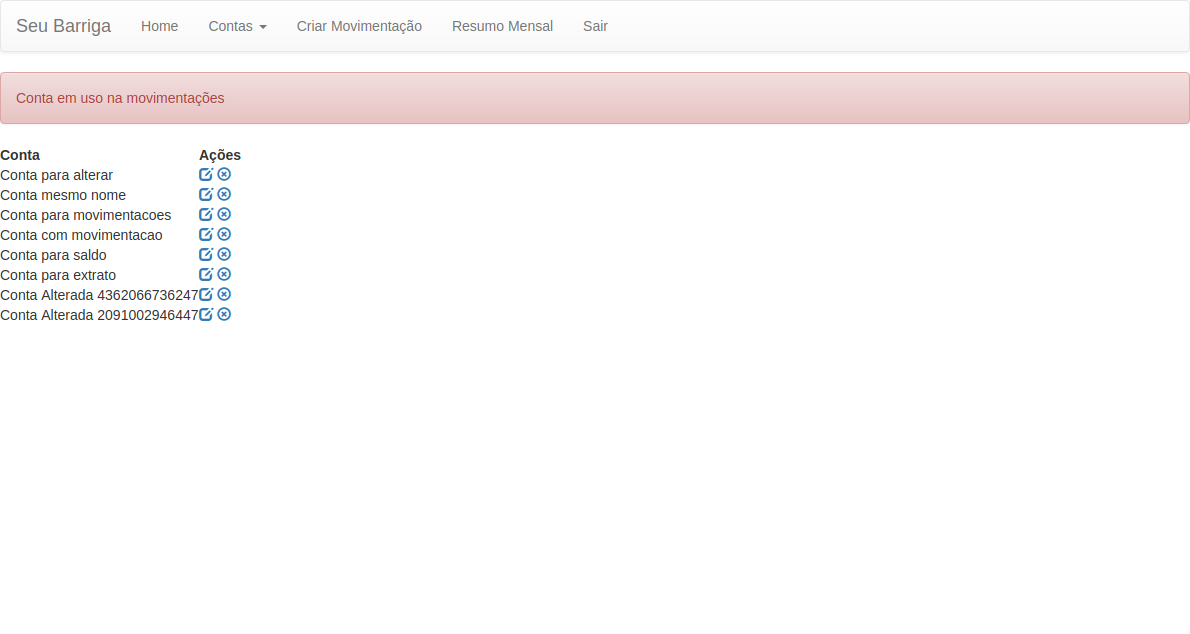 Seu Barriga Home Contas Criar Movimentação Resumo Mensal Sair
Conta em uso na movimentações
Conta Ações
Conta para alterar
Conta mesmo nome
Conta para movimentacoes
Conta com movimentacao
Conta para saldo
Conta para extrato
Conta Alterada 4362066736247
Conta Alterada 2091002946447